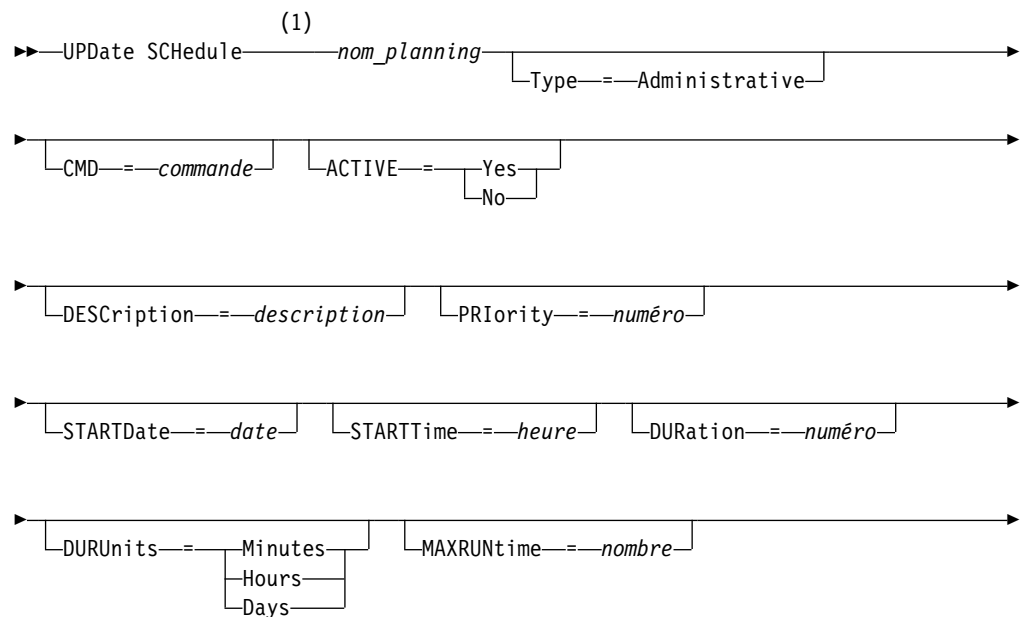 (1)
UPDate SCHedule nom_planning
Type = Administrative
CMD = commande ACTIVE = Yes
No
DESCription = description PRIority = numéro
STARTDate = date STARTTime = heure DURation = numéro
DURUnits = Minutes MAXRUNtime = nombre
Hours
Days